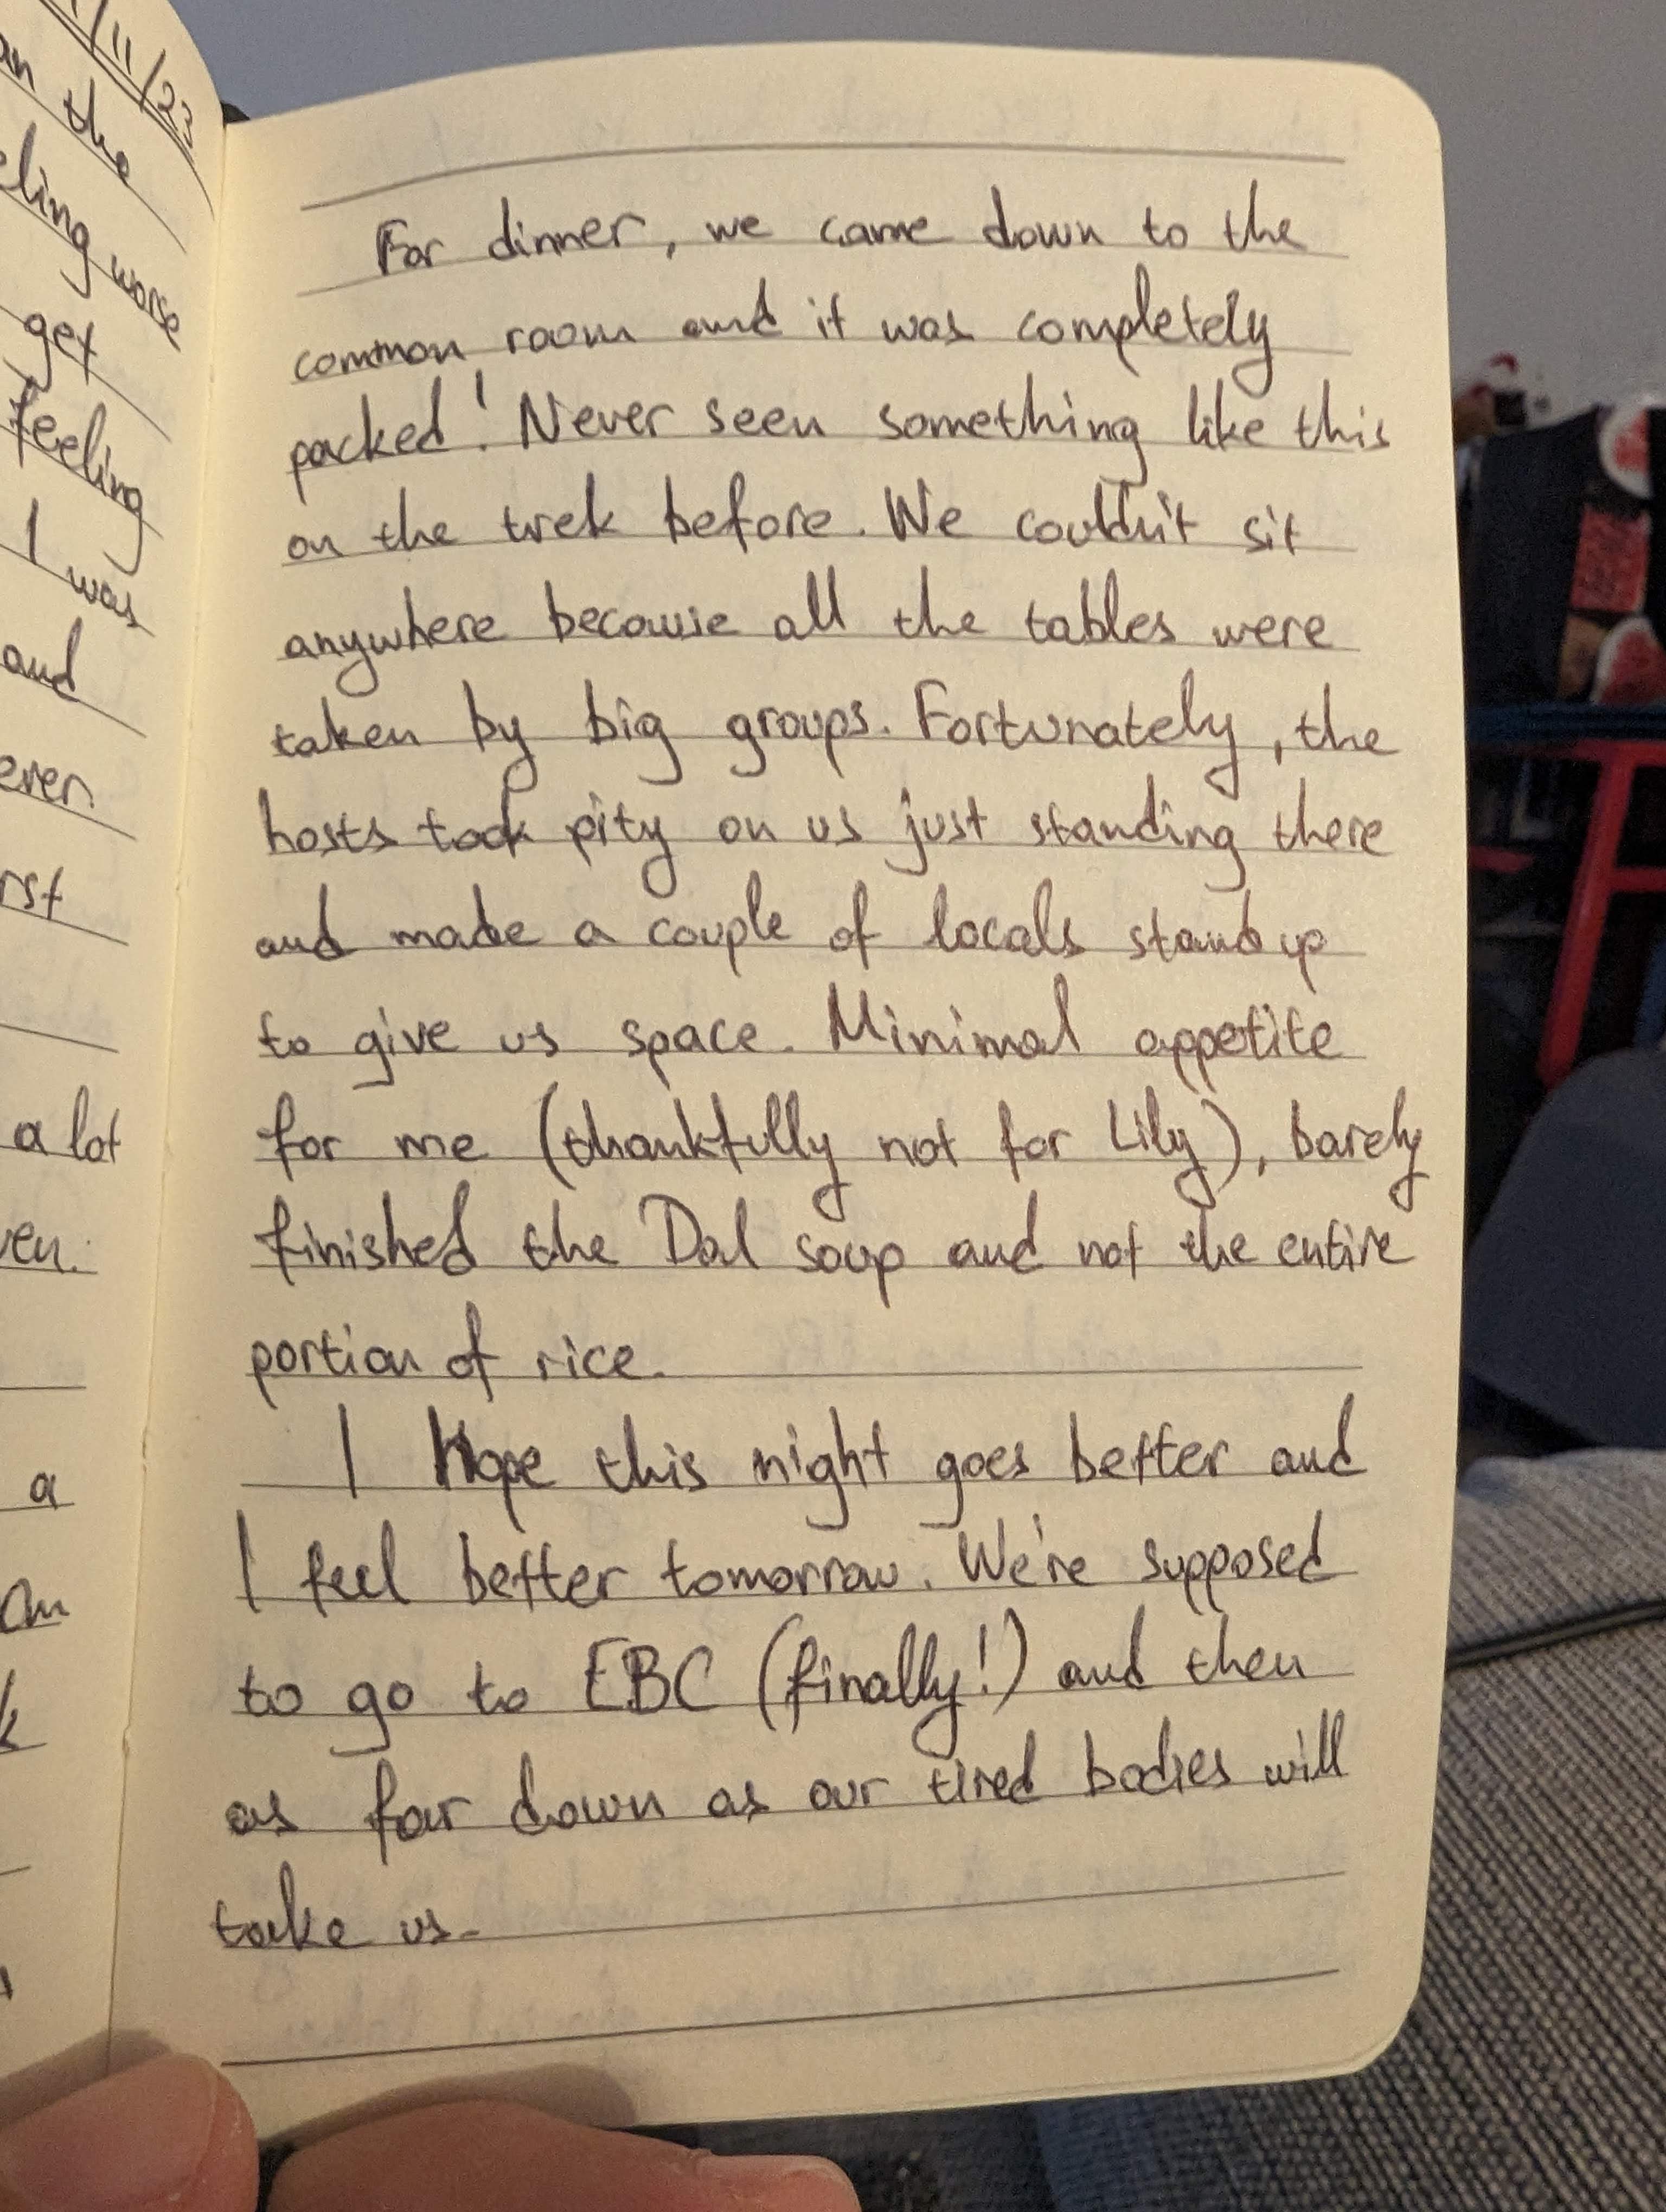 11/23
an the
eling worse
get
feeling
I was
and
ever
rst
a lot
ven.
a
For dinner, we came down to the
common room and it was completely
packed! Never seen something like this
on the trek before. We couldn't sit
anywhere because all the tables were
taken by big groups. Fortunately, the
hosts took pity on us just standing there
and made a couple of locals stand up
to give us space. Minimal appetite
for me (thankfully not for Lily), barely
finished the Dal soup and not the entire
portion of rice.
I Hope this night goes better and
I feel better tomorrow. We're supposed
to go to EBC (finally!) and then
as far down as our tired bodies will
take us.